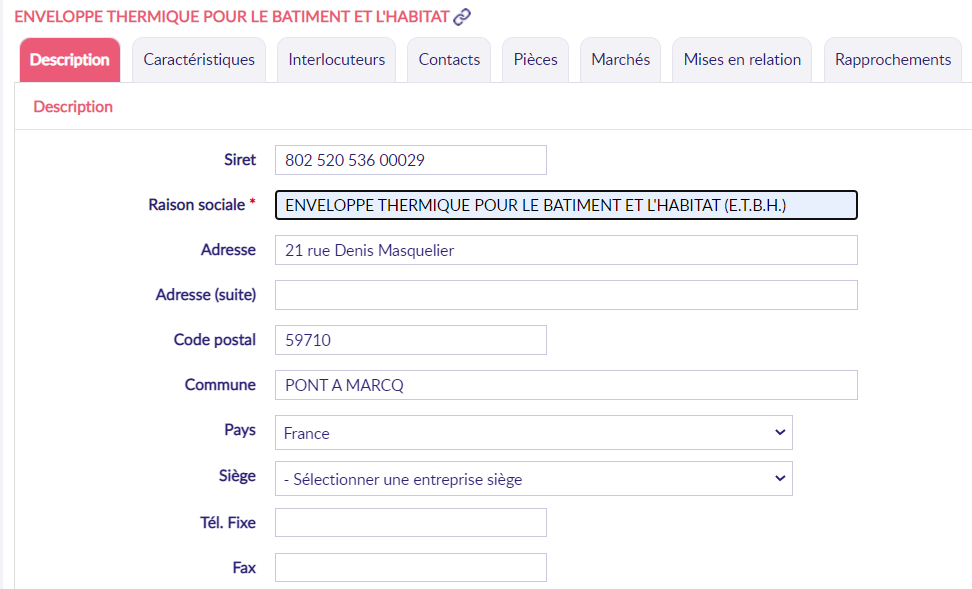 ENVELOPPE THERMIQUE POUR LE BATIMENT ET L'HABITAT
Description Caractéristiques Interlocuteurs Contacts Pièces Marchés Mises en relation Rapprochements
Description
Siret 802 520 536 00029
Raison sociale * ENVELOPPE THERMIQUE POUR LE BATIMENT ET L'HABITAT (E.T.B.H.)
Adresse 21 rue Denis Masquelier
Adresse (suite)
Code postal 59710
Commune PONT A MARCQ
Pays France
Siège - Sélectionner une entreprise siège
Tél. Fixe
Fax